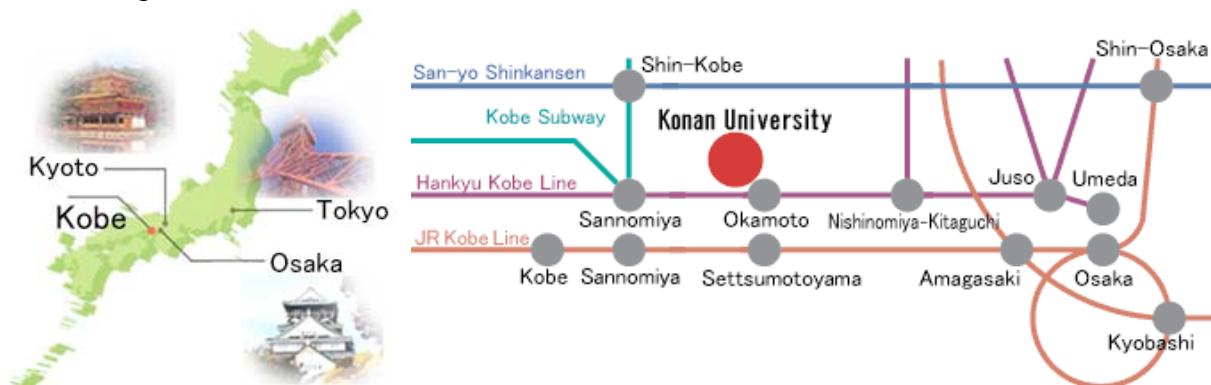 Kyoto
Kobe
Tokyo
Osaka
San-yo Shinkansen
Shin-Kobe
Shin-Osaka
Kobe Subway
Konan University
Hankyu Kobe Line
Sannomiya
Okamoto
Nishinomiya-Kitaguchi
Juso
Umeda
JR Kobe Line
Kobe
Sannomiya
Settsumotoyama
Amagasaki
Osaka
Kyobashi